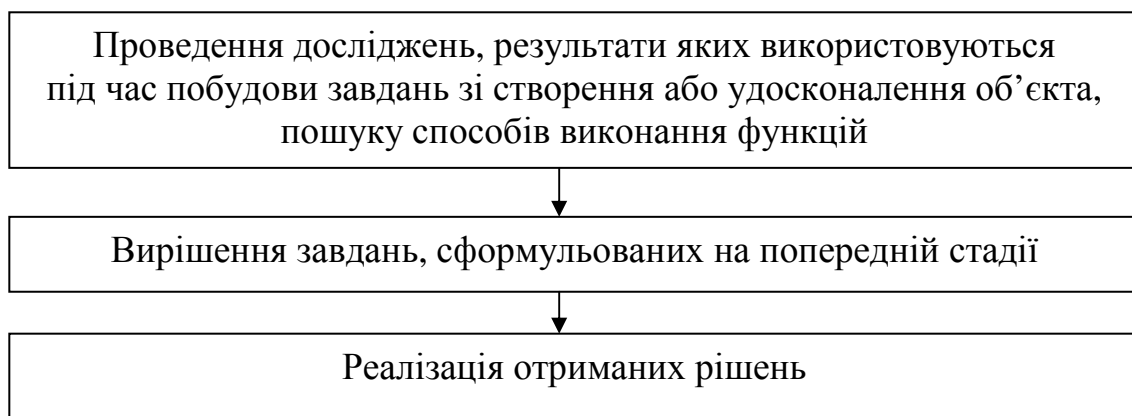 Проведення досліджень, результати яких використовуються
під час побудови завдань зі створення або удосконалення об’єкта,
пошуку способів виконання функцій
Вирішення завдань, сформульованих на попередній стадії
Реалізація отриманих рішень